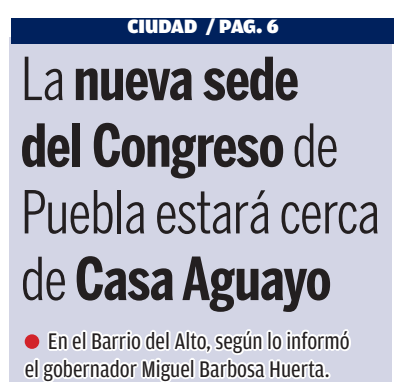 CIUDAD / PAG. 6
La nueva sede
del Congreso de
Puebla estará cerca
de Casa Aguayo
● En el Barrio del Alto, según lo informó
el gobernador Miguel Barbosa Huerta.